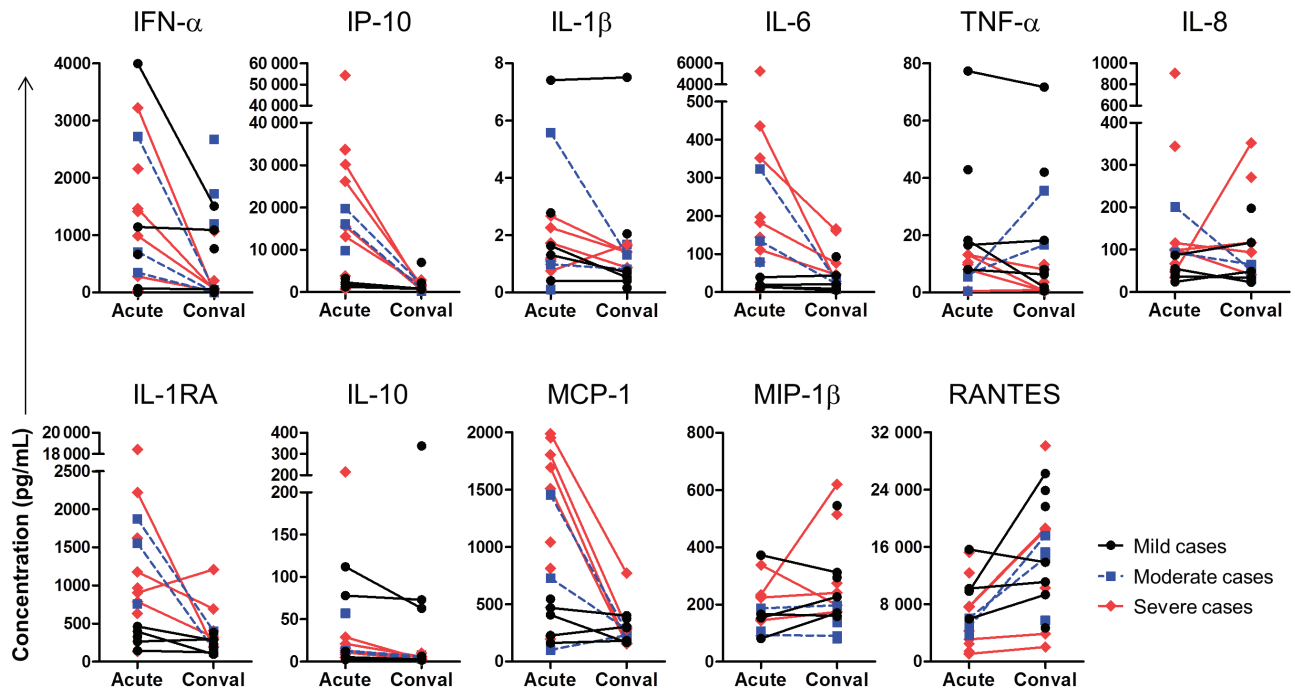 IFN-α IP-10 IL-1β IL-6 TNF-α IL-8
4000 3000 2000 1000 0
60 000 50 000 40 000 40 000 30 000 20 000 10 000 0
8 6 4 2 0
6000 4000 500 400 300 200 100 0
80 60 40 20 0
1000 800 600 400 300 200 100 0
Acute Conval Acute Conval Acute Conval Acute Conval Acute Conval Acute Conval
Concentration (pg/mL)
IL-1RA IL-10 MCP-1 MIP-1β RANTES
20 000 18 000 2500 2000 1500 1000 500 0
400 300 200 200 150 100 50 0
2000 1500 1000 500 0
800 600 400 200 0
32 000 24 000 16 000 8 000 0
Acute Conval Acute Conval Acute Conval Acute Conval Acute Conval
Mild cases
Moderate cases
Severe cases